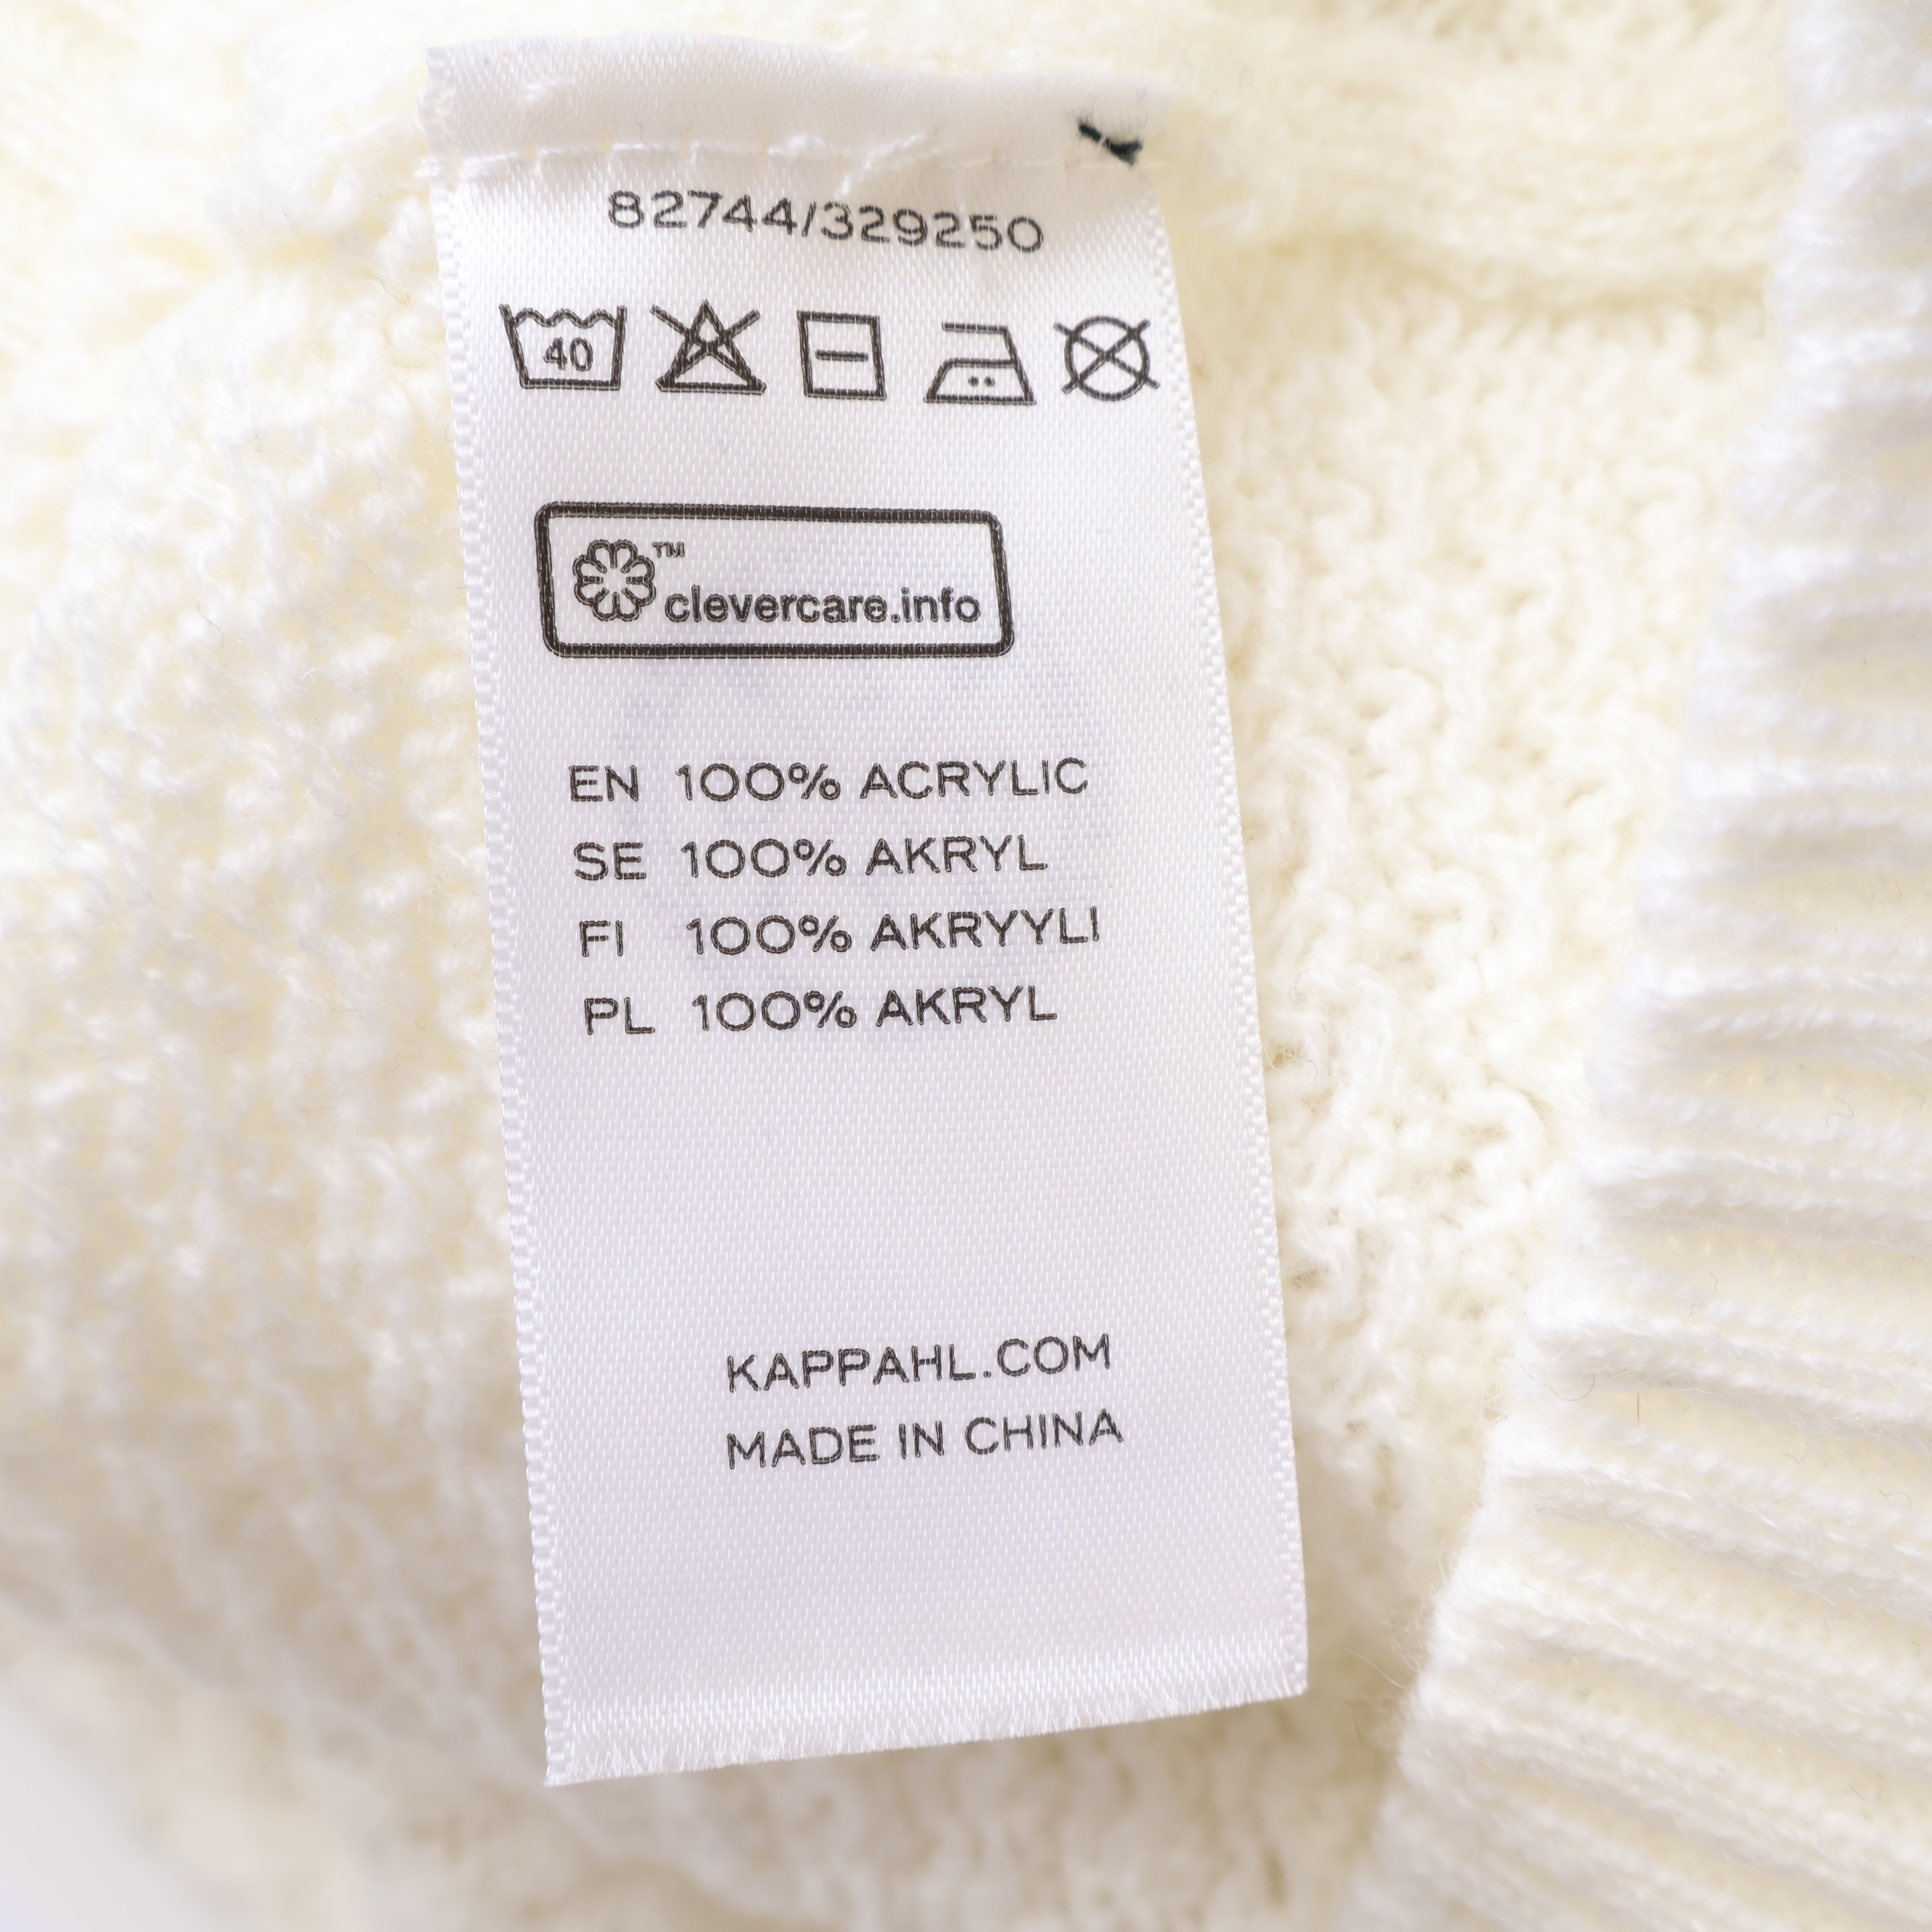 82744/329250
40
™
clevercare.info
EN 100% ACRYLIC
SE 100% AKRYL
FI 100% AKRYYLI
PL 100% AKRYL
KAPPAHL.COM
MADE IN CHINA